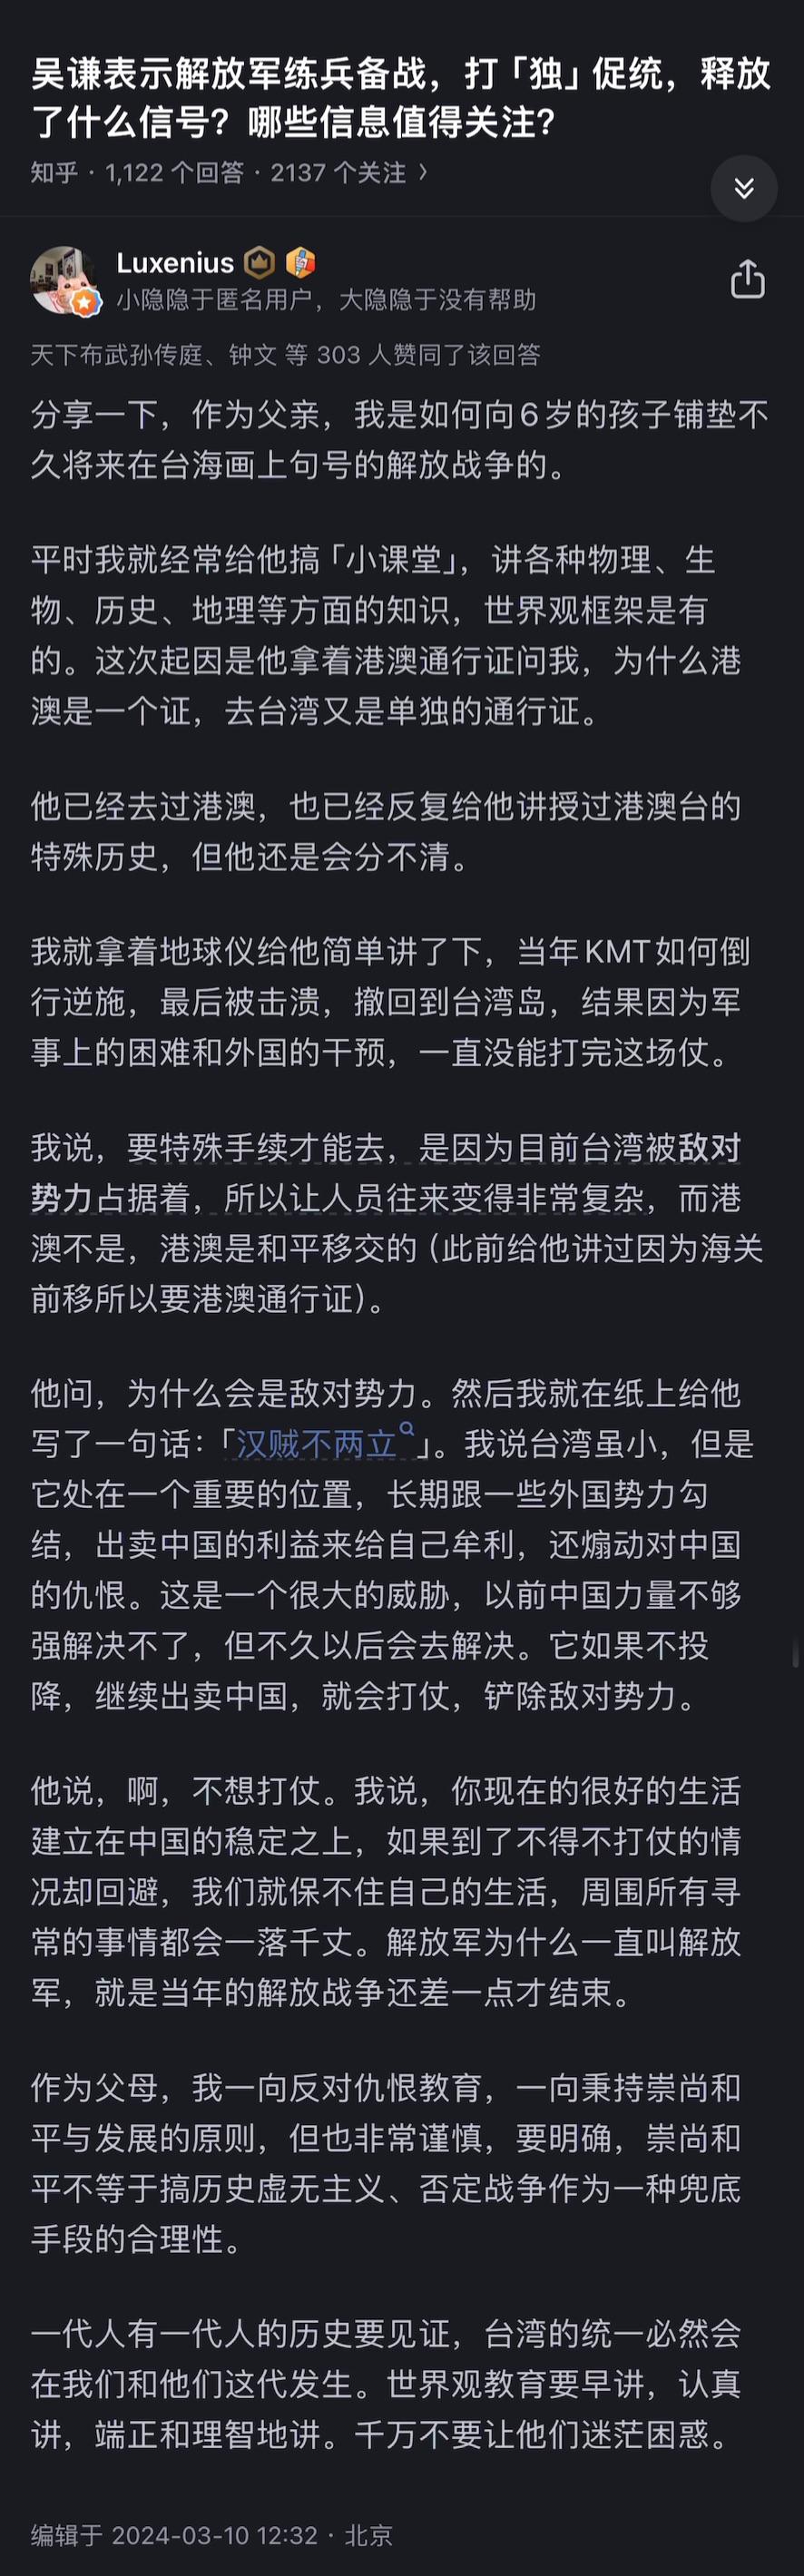 吴谦表示解放军练兵备战，打「独」促统，释放
了什么信号？哪些信息值得关注？
知乎 · 1,122 个回答 · 2137 个关注 〉
Luxenius
小隐隐于匿名用户，大隐隐于没有帮助
天下布武孙传庭、钟文 等 303 人赞同了该回答
分享一下，作为父亲，我是如何向6岁的孩子铺垫不
久将来在台海画上句号的解放战争的。
平时我就经常给他搞「小课堂」，讲各种物理、生
物、历史、地理等方面的知识，世界观框架是有
的。这次起因是他拿着港澳通行证问我，为什么港
澳是一个证，去台湾又是单独的通行证。
他已经去过港澳，也已经反复给他讲授过港澳台的
特殊历史，但他还是会分不清。
我就拿着地球仪给他简单讲了下，当年KMT如何倒
行逆施，最后被击溃，撤回到台湾岛，结果因为军
事上的困难和外国的干预，一直没能打完这场仗。
我说，要特殊手续才能去，是因为目前台湾被敌对
势力占据着，所以让人员往来变得非常复杂，而港
澳不是，港澳是和平移交的（此前给他讲过因为海关
前移所以要港澳通行证）。
他问，为什么会是敌对势力。然后我就在纸上给他
写了一句话：「汉贼不两立」。我说台湾虽小，但是
它处在一个重要的位置，长期跟一些外国势力勾
结，出卖中国的利益来给自己牟利，还煽动对中国
的仇恨。这是一个很大的威胁，以前中国力量不够
强解决不了，但不久以后会去解决。它如果不投
降，继续出卖中国，就会打仗，铲除敌对势力。
他说，啊，不想打仗。我说，你现在的很好的生活
建立在中国的稳定之上，如果到了不得不打仗的情
况却回避，我们就保不住自己的生活，周围所有寻
常的事情都会一落千丈。解放军为什么一直叫解放
军，就是当年的解放战争还差一点才结束。
作为父母，我一向反对仇恨教育，一向秉持崇尚和
平与发展的原则，但也非常谨慎，要明确，崇尚和
平不等于搞历史虚无主义、否定战争作为一种兜底
手段的合理性。
一代人有一代人的历史要见证，台湾的统一必然会
在我们和他们这代发生。世界观教育要早讲，认真
讲，端正和理智地讲。千万不要让他们迷茫困惑。
编辑于 2024-03-10 12:32 · 北京